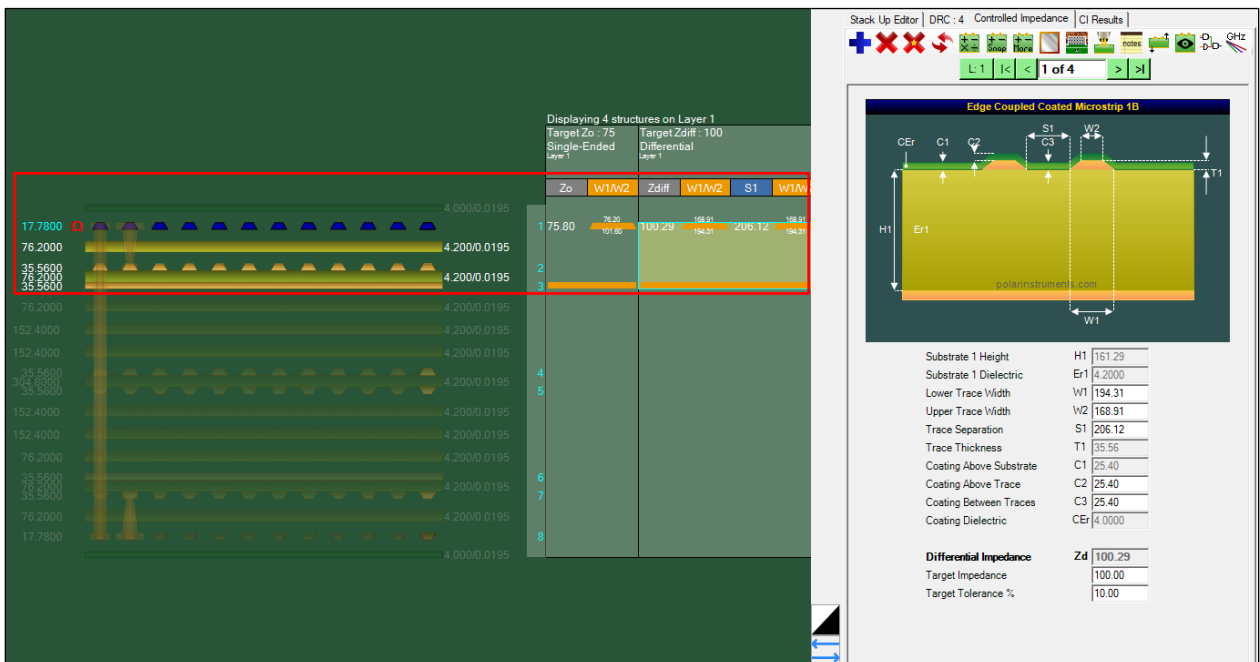 Stack Up Editor DRC : 4 Controlled Impedance CI Results
Snap More notes GHz
L: 1 |< < 1 of 4 > >|
Displaying 4 structures on Layer 1
Target Zo : 75 Target Zdiff : 100
Single-Ended Differential
Layer 1 Layer 1
Zo W1/W2 Zdiff W1/W2 S1 W1/W
4.000/0.0195
17.7800 Ω 1 75.80 76.20 101.60 100.29 168.91 194.31 206.12 168.91 194.31
76.2000 4.200/0.0195
35.5600 2
76.2000 4.200/0.0195
35.5600 3
76.2000 4.200/0.0195
152.4000 4.200/0.0195
152.4000 4.200/0.0195
35.5600 4
304.8000 4.200/0.0195
35.5600 5
152.4000 4.200/0.0195
152.4000 4.200/0.0195
76.2000 4.200/0.0195
35.5600 6
76.2000 4.200/0.0195
35.5600 7
76.2000 4.200/0.0195
17.7800 8
4.000/0.0195
Edge Coupled Coated Microstrip 1B
S1 W2
CEr C1 C2 C3
T1
H1 Er1
polarinstruments.com
W1
Substrate 1 Height H1 161.29
Substrate 1 Dielectric Er1 4.2000
Lower Trace Width W1 194.31
Upper Trace Width W2 168.91
Trace Separation S1 206.12
Trace Thickness T1 35.56
Coating Above Substrate C1 25.40
Coating Above Trace C2 25.40
Coating Between Traces C3 25.40
Coating Dielectric CEr 4.0000
Differential Impedance Zd 100.29
Target Impedance 100.00
Target Tolerance % 10.00